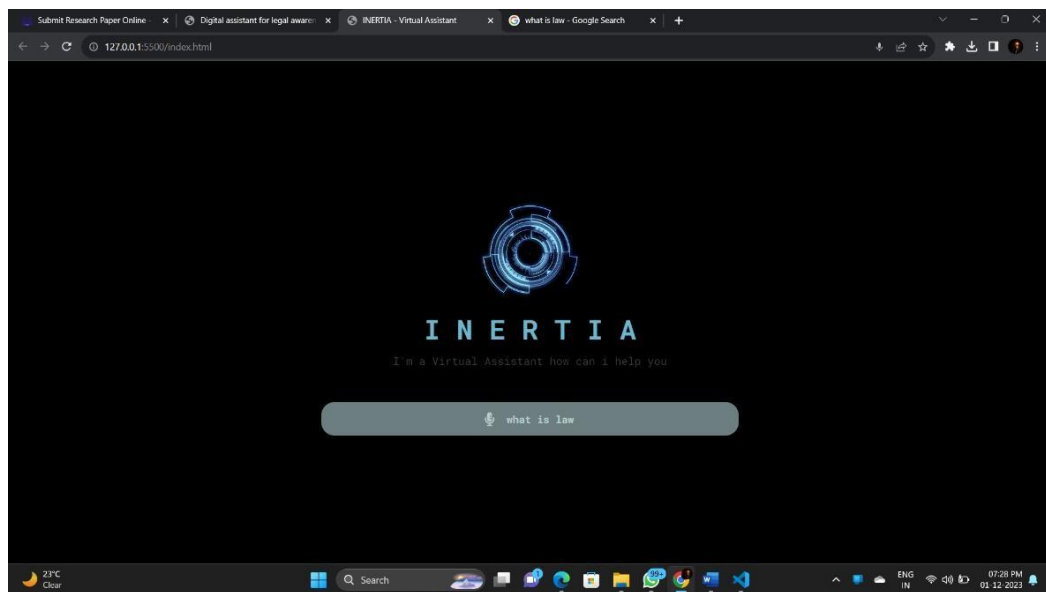 Submit Research Paper Online -
Digital assistant for legal awaren
INERTIA - Virtual Assistant
what is law - Google Search
127.0.0.1:5500/index.html
I N E R T I A
I'm a Virtual Assistant how can i help you
what is law
23°C
Clear
Search
99+
ENG
IN
07:28 PM
01-12-2023